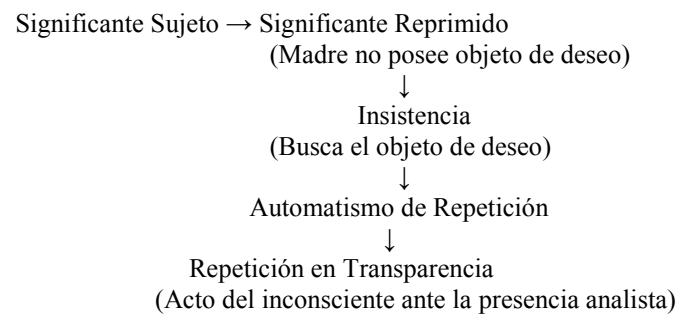 Significante Sujeto → Significante Reprimido
(Madre no posee objeto de deseo)
↓
Insistencia
(Busca el objeto de deseo)
↓
Automatismo de Repetición
↓
Repetición en Transparencia
(Acto del inconsciente ante la presencia analista)